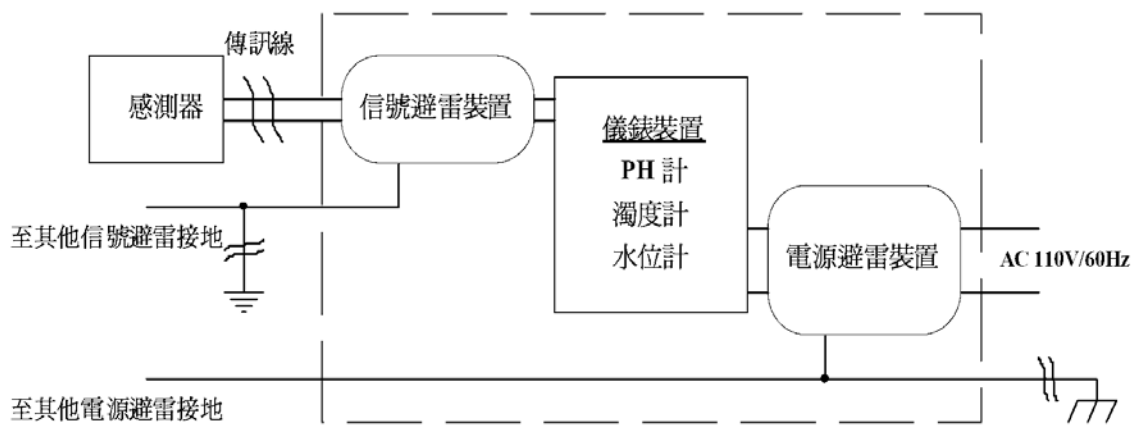 傳訊線
感測器
信號避雷裝置
儀錶裝置
PH 計
濁度計
水位計
至其他信號避雷接地
電源避雷裝置
AC 110V/60Hz
至其他電源避雷接地